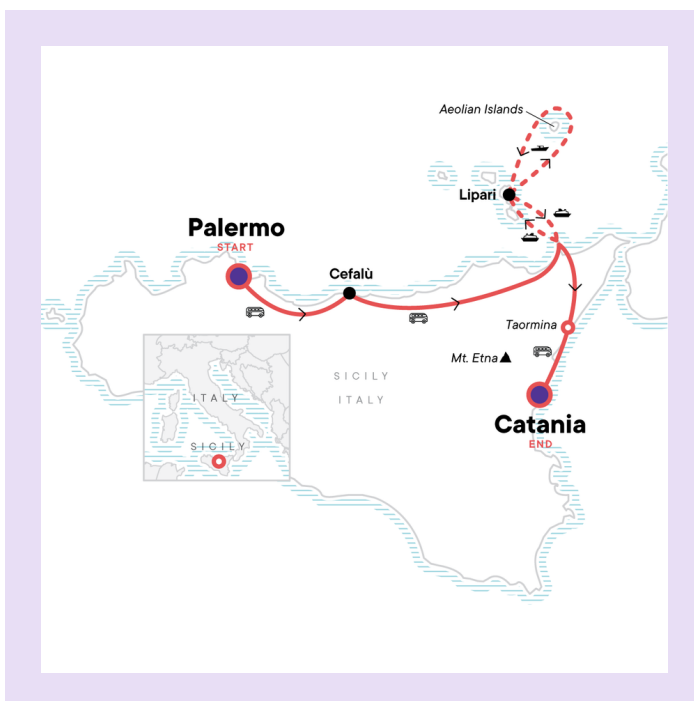 Aeolian Islands
Lipari
Palermo
START
Cefalù
Taormina
Mt. Etna
SICILY
ITALY
Catania
END
ITALY
SICILY